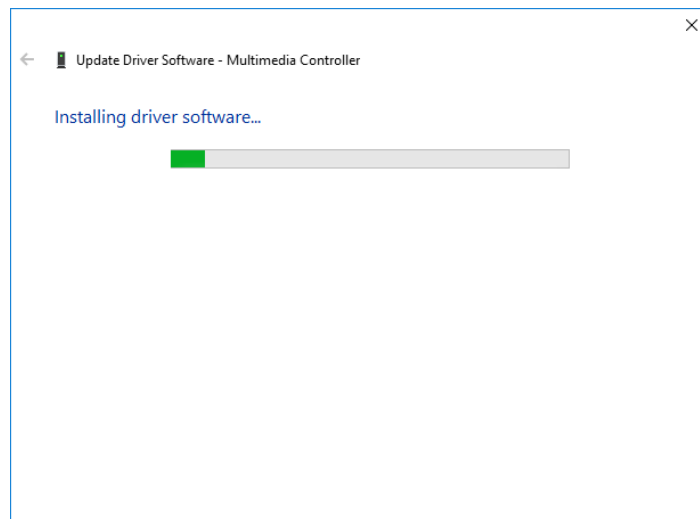 Update Driver Software - Multimedia Controller
Installing driver software...